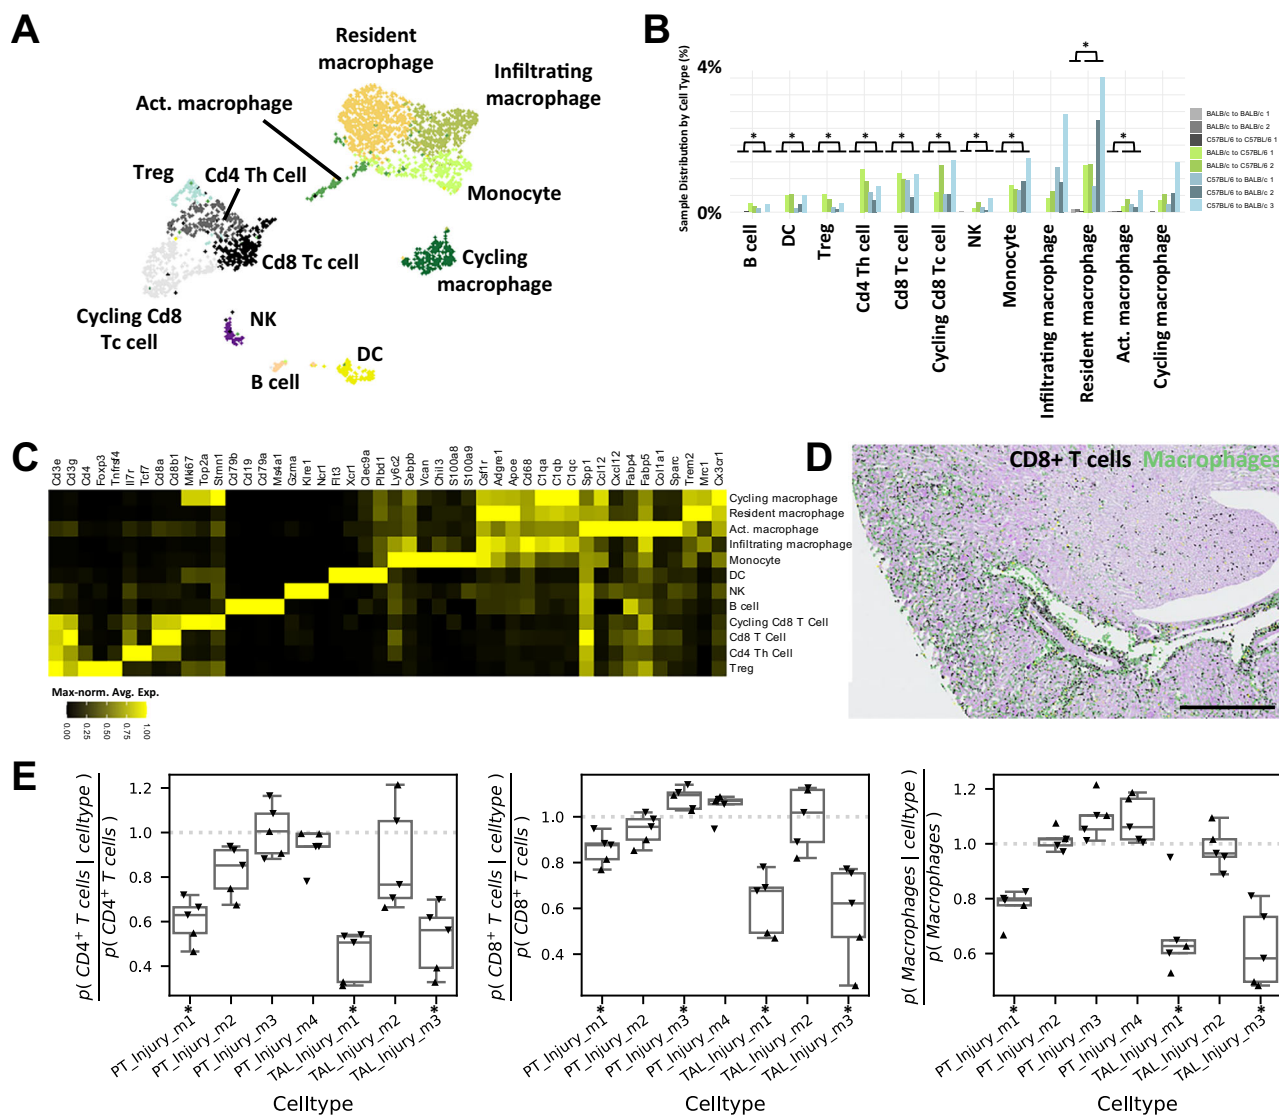 A
Resident
macrophage
Infiltrating
macrophage
Act. macrophage
Treg
Cd4 Th Cell
Monocyte
Cd8 Tc cell
Cycling
macrophage
Cycling Cd8
Tc cell
NK
DC
B cell
B
Sample Distribution by Cell Type (%)
4%
0%
* * * * * * * * * *
BALB/c to BALB/c 1
BALB/c to BALB/c 2
C57BL/6 to C57BL/6 1
BALB/c to C57BL/6 1
BALB/c to C57BL/6 2
C57BL/6 to BALB/c 1
C57BL/6 to BALB/c 2
C57BL/6 to BALB/c 3
B cell
DC
Treg
Cd4 Th cell
Cd8 Tc cell
Cycling Cd8 Tc cell
NK
Monocyte
Infiltrating macrophage
Resident macrophage
Act. macrophage
Cycling macrophage
C
Cd3e
Cd3g
Cd4
Foxp3
Tnfrsf4
Il7r
Tcf7
Cd8a
Cd8b1
Mki67
Top2a
Stmn1
Cd79b
Cd19
Cd79a
Ms4a1
Gzma
Klre1
Ncr1
Flt3
Xcr1
Clec9a
Plbd1
Ly6c2
Cebpb
Vcan
Chil3
S100a8
S100a9
Csf1r
Adgre1
Apoe
Cd68
C1qa
C1qb
C1qc
Spp1
Ccl12
Cxcl12
Fabp4
Fabp5
Col1a1
Sparc
Trem2
Mrc1
Cx3cr1
Cycling macrophage
Resident macrophage
Act. macrophage
Infiltrating macrophage
Monocyte
DC
NK
B cell
Cycling Cd8 T Cell
Cd8 T Cell
Cd4 Th Cell
Treg
Max-norm. Avg. Exp.
0.00
0.25
0.50
0.75
1.00
D
CD8+ T cells Macrophages
E
p( CD4+ T cells | celltype )
p( CD4+ T cells )
1.2
1.0
0.8
0.6
0.4
* * *
PT_Injury_m1
PT_Injury_m2
PT_Injury_m3
PT_Injury_m4
TAL_Injury_m1
TAL_Injury_m2
TAL_Injury_m3
Celltype
p( CD8+ T cells | celltype )
p( CD8+ T cells )
1.0
0.8
0.6
0.4
* * * *
PT_Injury_m1
PT_Injury_m2
PT_Injury_m3
PT_Injury_m4
TAL_Injury_m1
TAL_Injury_m2
TAL_Injury_m3
Celltype
p( Macrophages | celltype )
p( Macrophages )
1.2
1.0
0.8
0.6
* * *
PT_Injury_m1
PT_Injury_m2
PT_Injury_m3
PT_Injury_m4
TAL_Injury_m1
TAL_Injury_m2
TAL_Injury_m3
Celltype